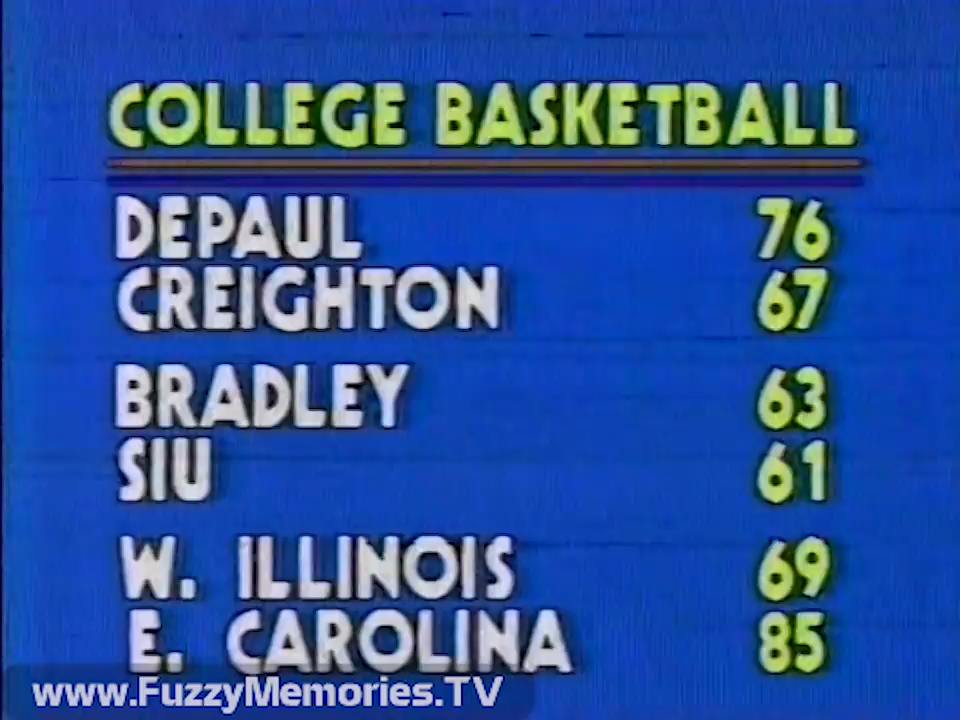 COLLEGE BASKETBALL
DEPAUL 76
CREIGHTON 67
BRADLEY 63
SIU 61
W. ILLINOIS 69
E. CAROLINA 85
www.FuzzyMemories.TV